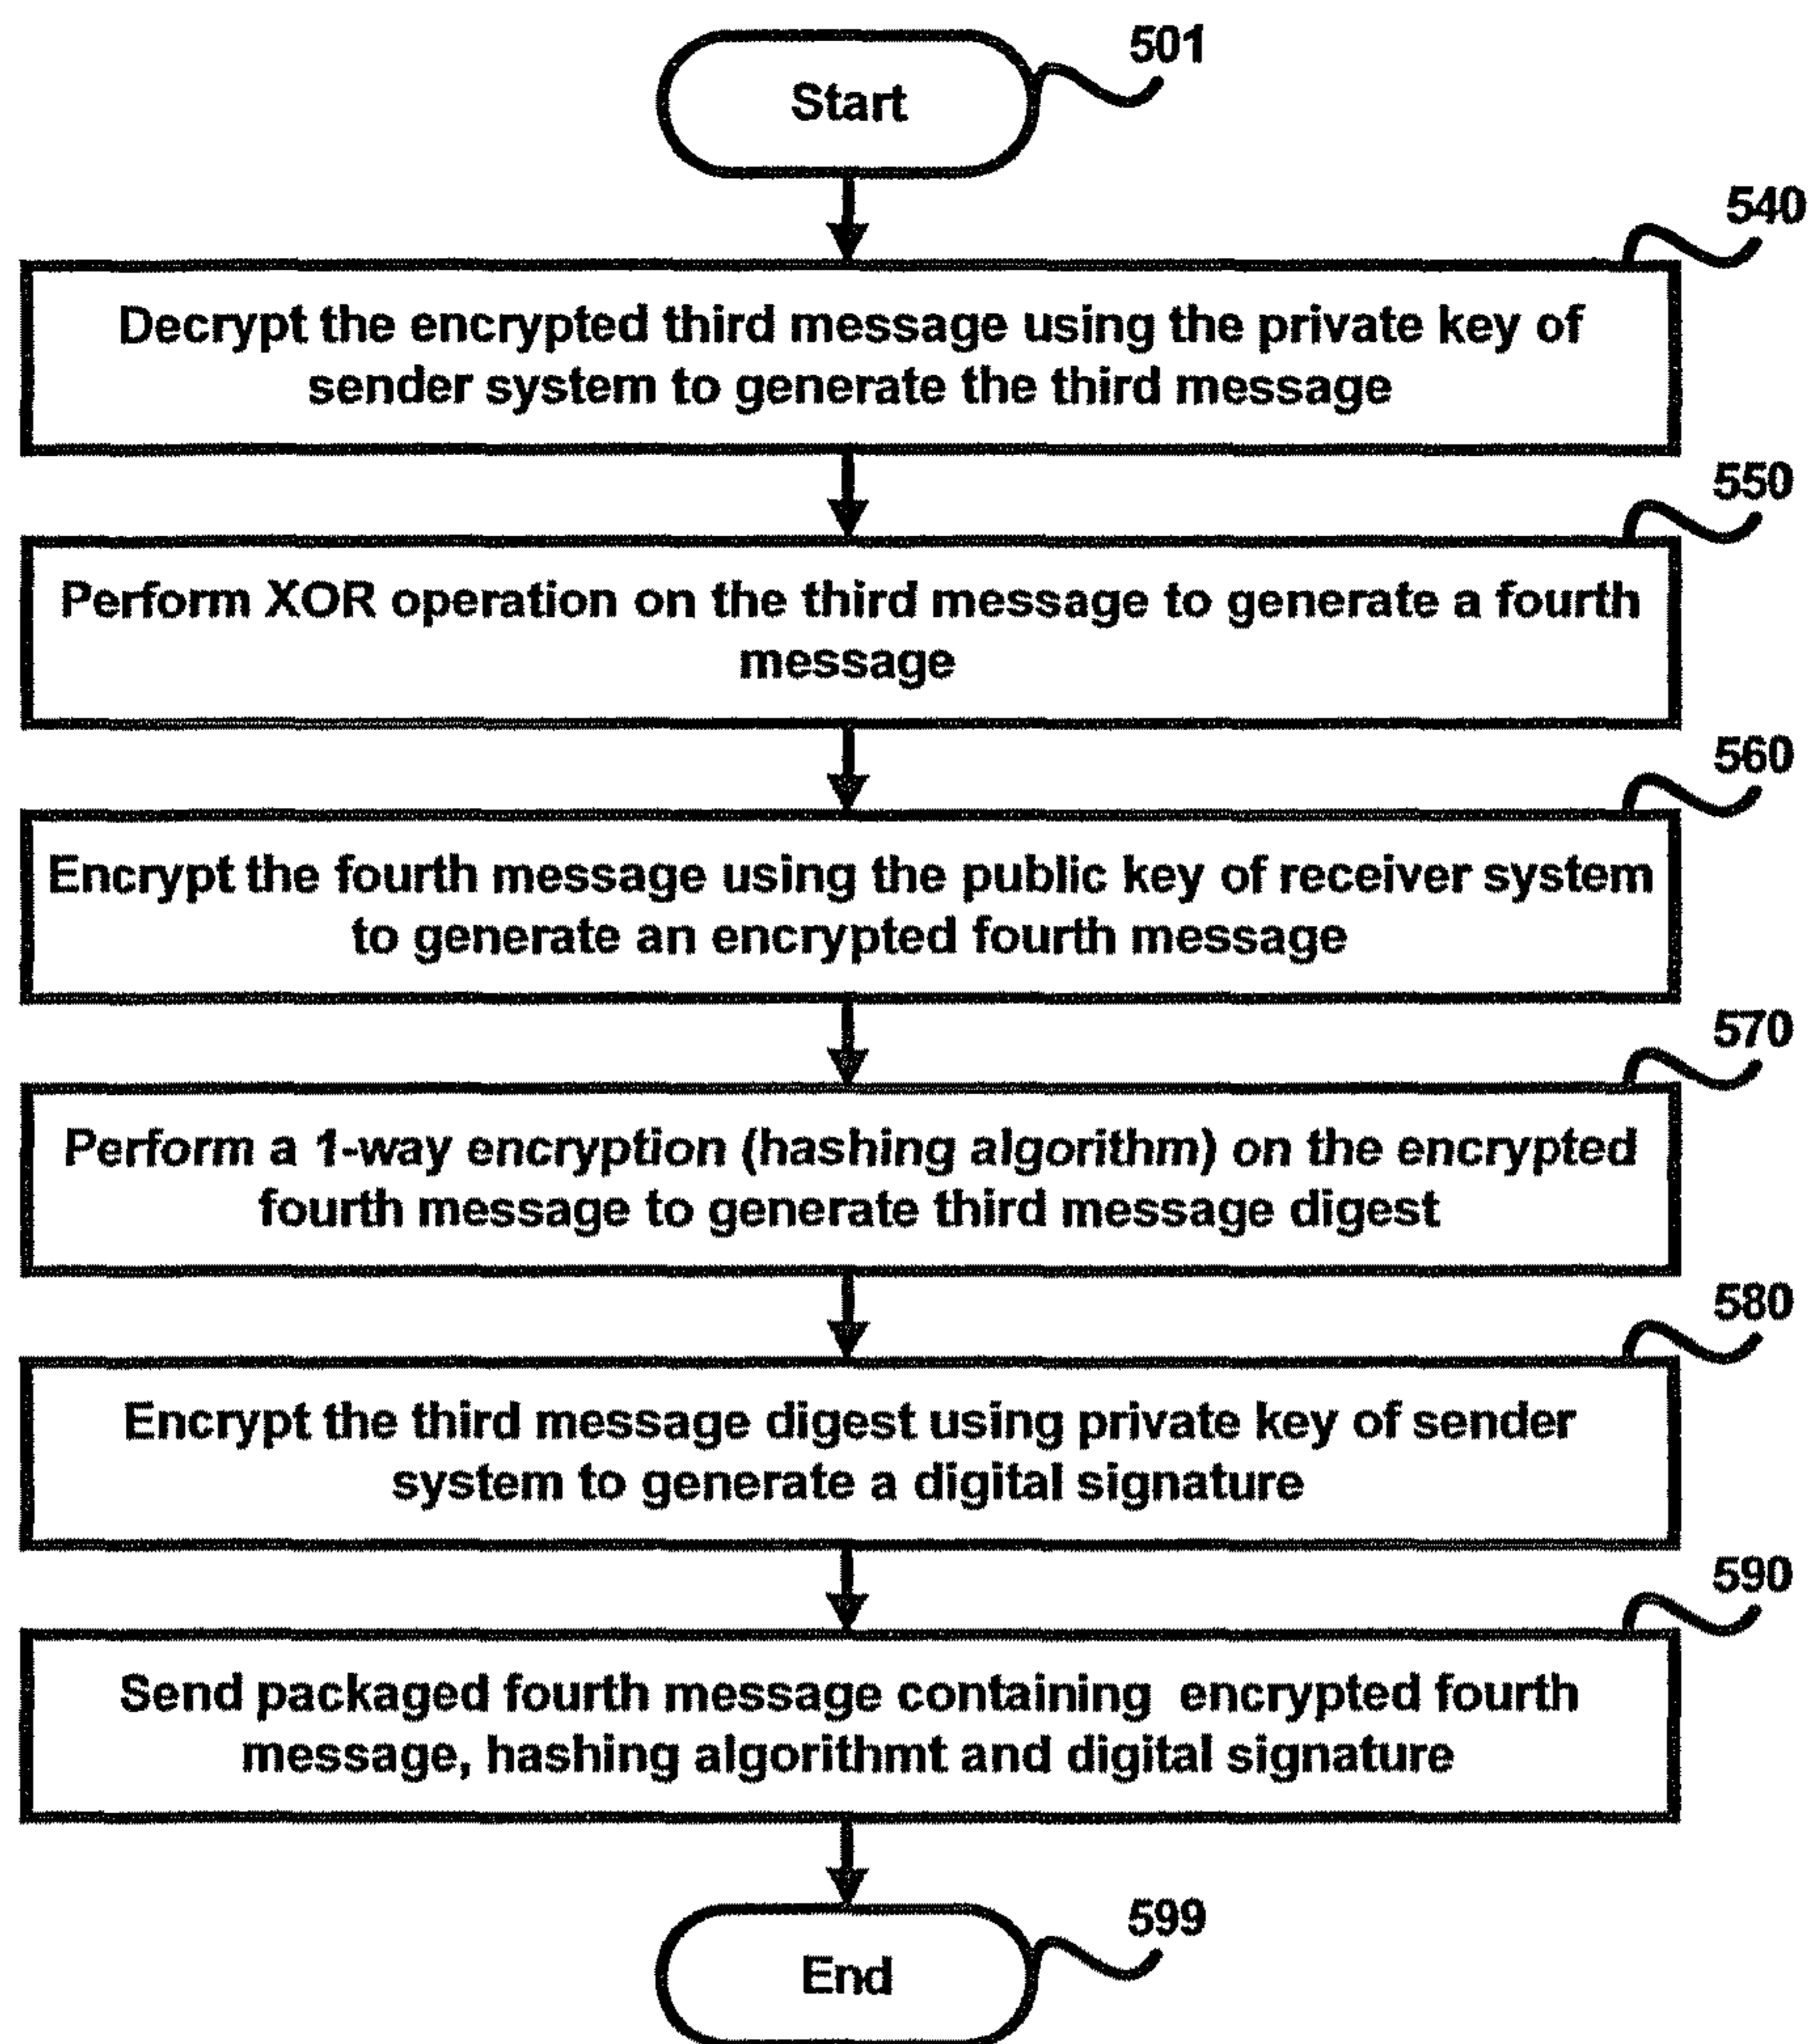 501
Start
540
Decrypt the encrypted third message using the private key of
sender system to generate the third message
550
Perform XOR operation on the third message to generate a fourth
message
560
Encrypt the fourth message using the public key of receiver system
to generate an encrypted fourth message
570
Perform a 1-way encryption (hashing algorithm) on the encrypted
fourth message to generate third message digest
580
Encrypt the third message digest using private key of sender
system to generate a digital signature
590
Send packaged fourth message containing encrypted fourth
message, hashing algorithmt and digital signature
599
End